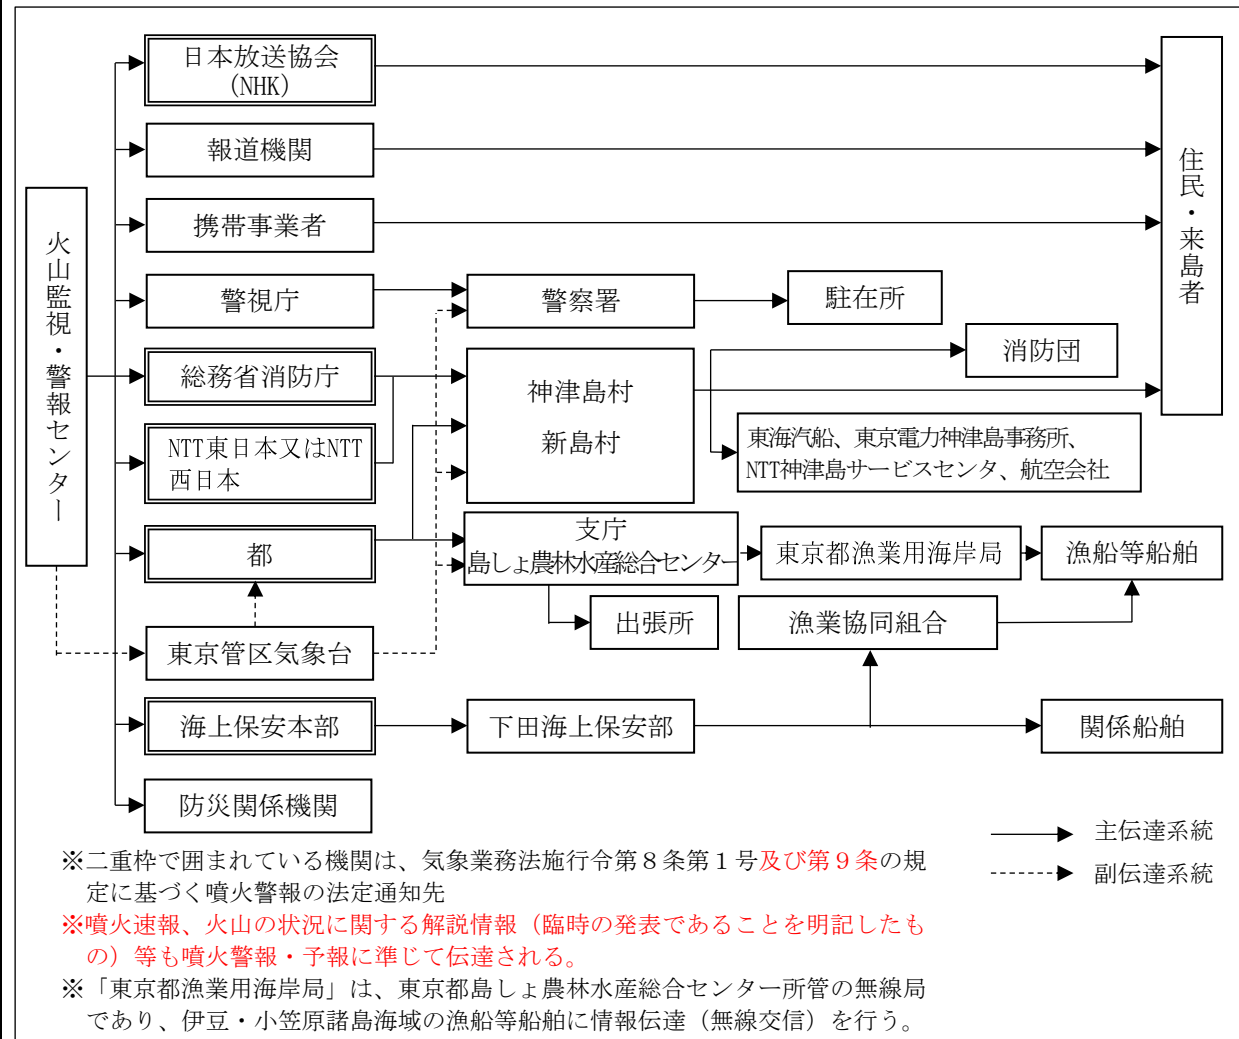 日本放送協会
(NHK)
報道機関
携帯事業者
警視庁
総務省消防庁
NTT東日本又はNTT
西日本
都
東京管区気象台
海上保安本部
防災関係機関
火山監視・警報センター
警察署
駐在所
神津島村
新島村
消防団
東海汽船、東京電力神津島事務所、
NTT神津島サービスセンタ、航空会社
支庁
島しょ農林水産総合センター
東京都漁業用海岸局
漁船等船舶
出張所
漁業協同組合
下田海上保安部
関係船舶
住民・来島者
主伝達系統
副伝達系統
※二重枠で囲まれている機関は、気象業務法施行令第８条第１号及び第９条の規
定に基づく噴火警報の法定通知先
※噴火速報、火山の状況に関する解説情報（臨時の発表であることを明記したも
の）等も噴火警報・予報に準じて伝達される。
※「東京都漁業用海岸局」は、東京都島しょ農林水産総合センター所管の無線局
であり、伊豆・小笠原諸島海域の漁船等船舶に情報伝達（無線交信）を行う。